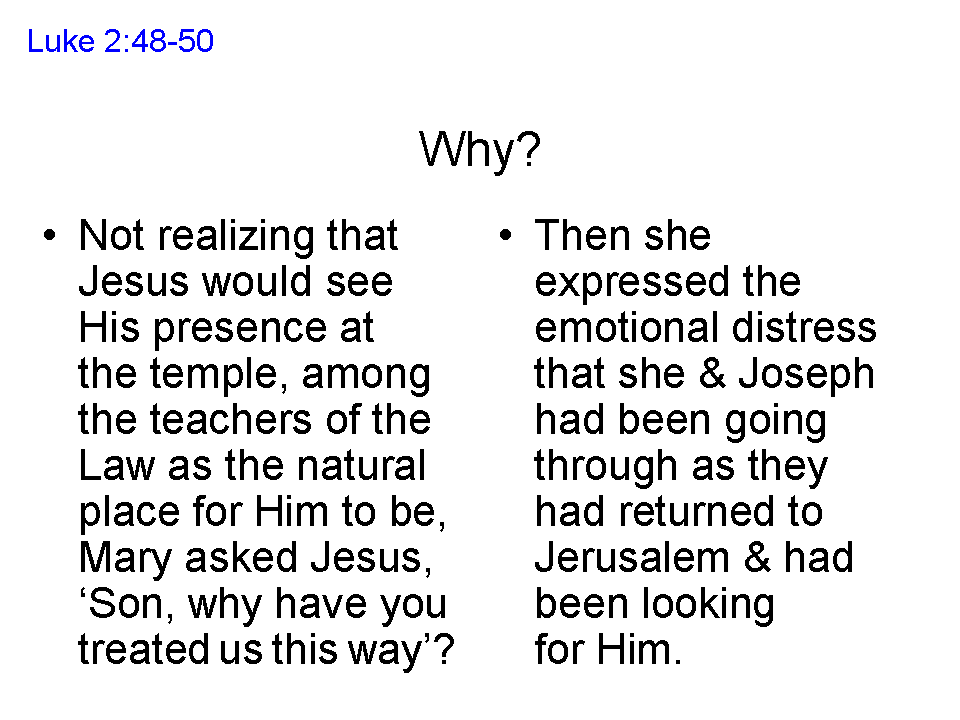 Luke 2:48-50
Why?
• Not realizing that
Jesus would see
His presence at
the temple, among
the teachers of the
Law as the natural
place for Him to be,
Mary asked Jesus,
‘Son, why have you
treated us this way’?
• Then she
expressed the
emotional distress
that she & Joseph
had been going
through as they
had returned to
Jerusalem & had
been looking
for Him.